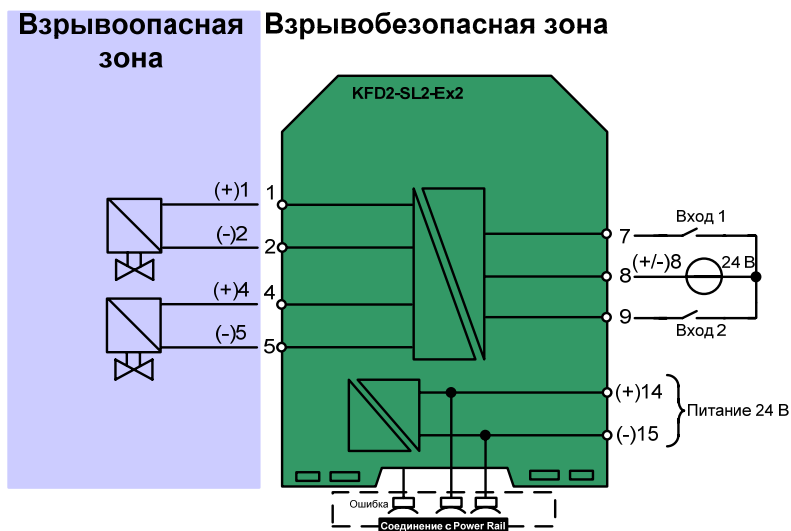 Взрывоопасная
зона
Взрывобезопасная зона
KFD2-SL2-Ex2
(+)1
1
(-)2
2
(+)4
4
(-)5
5
7
Вход 1
8
(+/-)8
24 В
9
Вход 2
(+)14
(-)15
Питание 24 В
Ошибка
Соединение с Power Rail